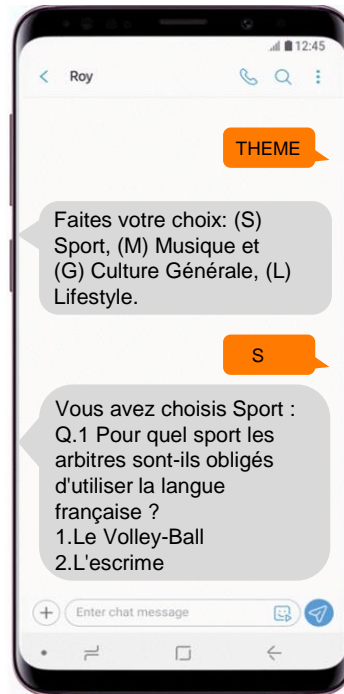 12:45
Roy
THEME
Faites votre choix: (S)
Sport, (M) Musique et
(G) Culture Générale, (L)
Lifestyle.
S
Vous avez choisis Sport :
Q.1 Pour quel sport les
arbitres sont-ils obligés
d'utiliser la langue
française ?
1.Le Volley-Ball
2.L'escrime
Enter chat message